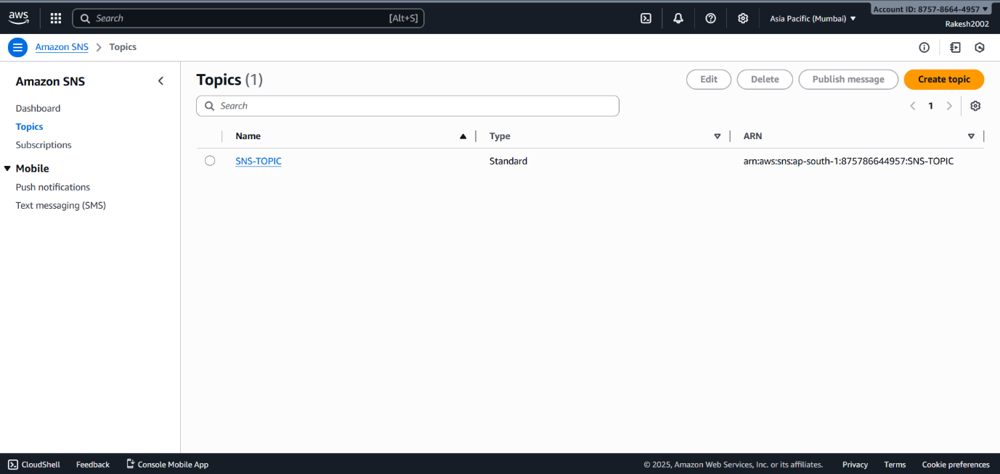 aws
Search [Alt+S]
Asia Pacific (Mumbai)
Account ID: 8757-8664-4957
Rakesh2002
Amazon SNS > Topics
Amazon SNS
Dashboard
Topics
Subscriptions
Mobile
Push notifications
Text messaging (SMS)
Topics (1)
Edit
Delete
Publish message
Create topic
Search
1
Name Type ARN
SNS-TOPIC Standard arn:aws:sns:ap-south-1:875786644957:SNS-TOPIC
CloudShell Feedback Console Mobile App © 2025, Amazon Web Services, Inc. or its affiliates. Privacy Terms Cookie preferences